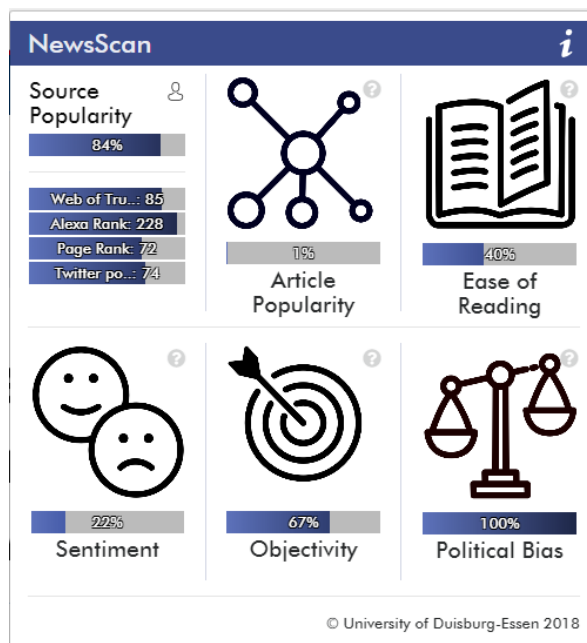 NewsScan i
Source
Popularity
84%
Web of Tru..: 85
Alexa Rank: 228
Page Rank: 72
Twitter po..: 74
?
1%
Article
Popularity
?
40%
Ease of
Reading
?
22%
Sentiment
?
67%
Objectivity
?
100%
Political Bias
© University of Duisburg-Essen 2018